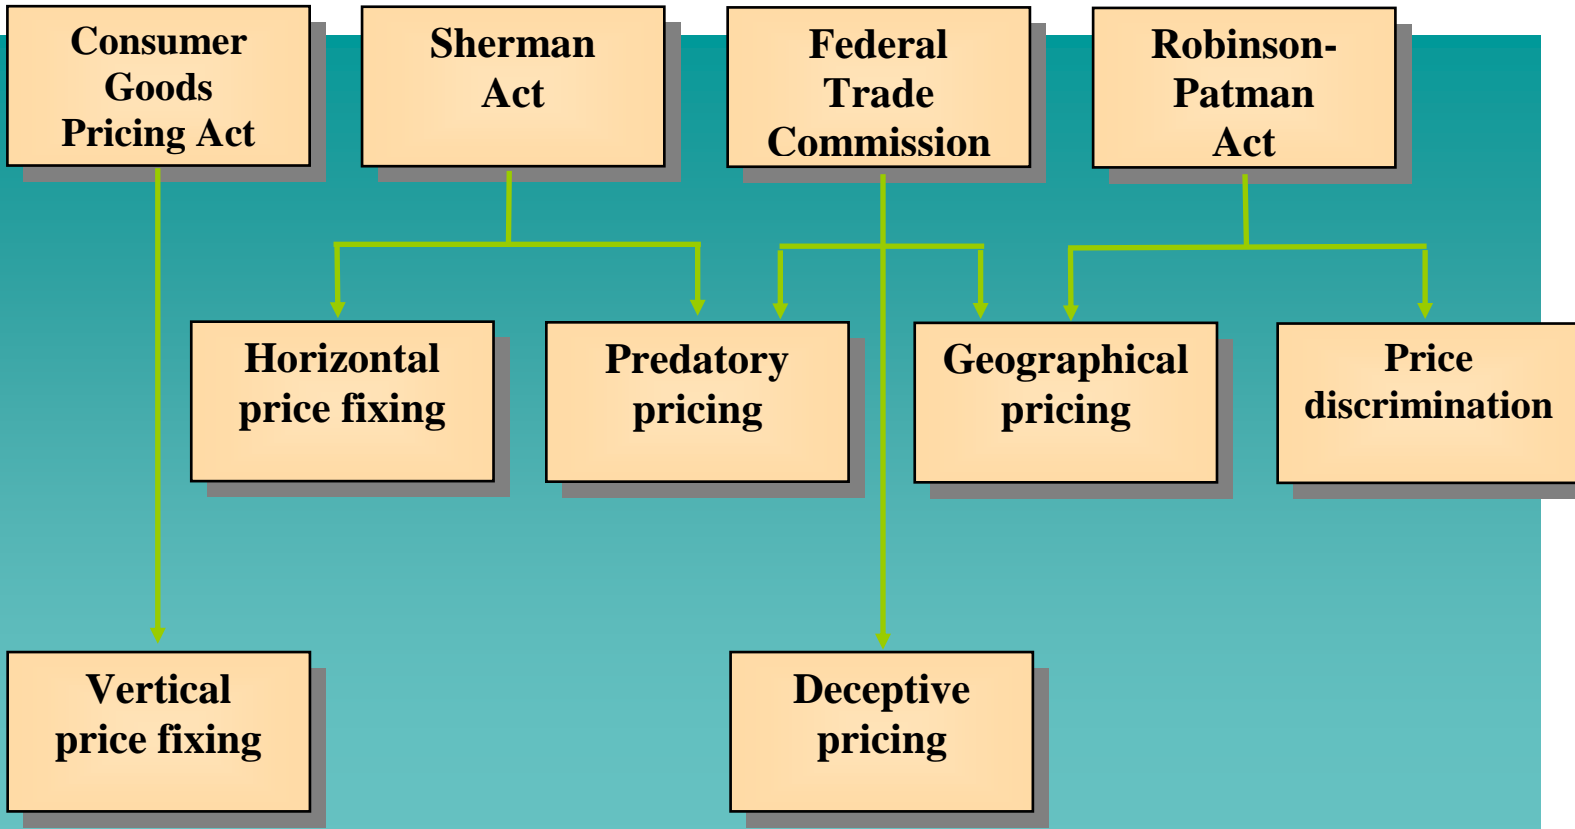 Consumer
Goods
Pricing Act
Sherman
Act
Federal
Trade
Commission
Robinson-
Patman
Act
Horizontal
price fixing
Predatory
pricing
Geographical
pricing
Price
discrimination
Vertical
price fixing
Deceptive
pricing